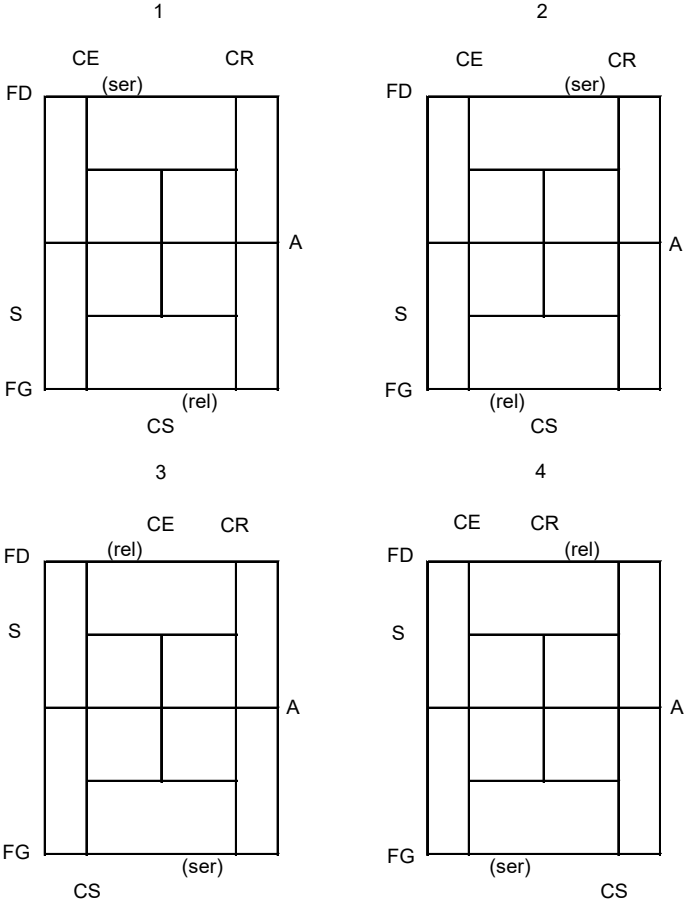 1
CE CR
(ser)
FD
A
S
FG
(rel)
CS
2
CE CR
(ser)
FD
A
S
FG
(rel)
CS
3
CE CR
(rel)
FD
S
A
FG
(ser)
CS
4
CE CR
(rel)
FD
S
A
FG
(ser)
CS